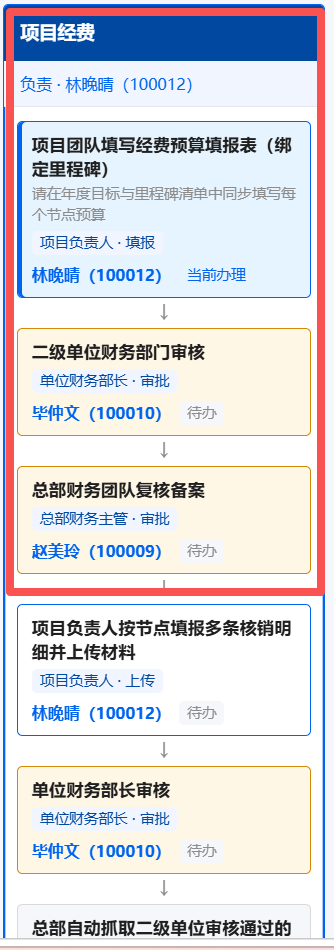 项目经费
负责 · 林晚晴（100012）
项目团队填写经费预算填报表（绑
定里程碑）
请在年度目标与里程碑清单中同步填写每
个节点预算
项目负责人 · 填报
林晚晴（100012） 当前办理
↓
二级单位财务部门审核
单位财务部长 · 审批
毕仲文（100010） 待办
↓
总部财务团队复核备案
总部财务主管 · 审批
赵美玲（100009） 待办
项目负责人按节点填报多条核销明
细并上传材料
项目负责人 · 上传
林晚晴（100012） 待办
↓
单位财务部长审核
单位财务部长 · 审批
毕仲文（100010） 待办
↓
总部自动抓取二级单位审核通过的